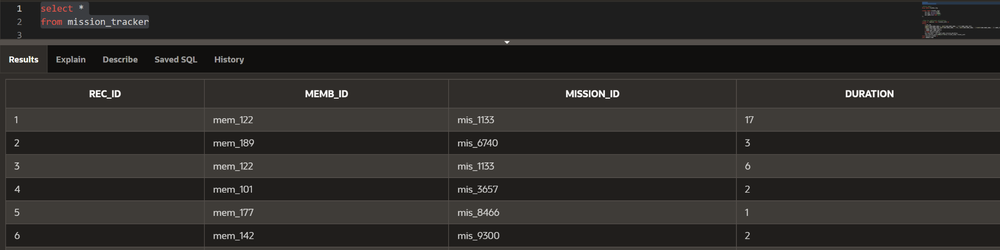 1 select *
2 from mission_tracker
3
Results Explain Describe Saved SQL History
REC_ID MEMB_ID MISSION_ID DURATION
1 mem_122 mis_1133 17
2 mem_189 mis_6740 3
3 mem_122 mis_1133 6
4 mem_101 mis_3657 2
5 mem_177 mis_8466 1
6 mem_142 mis_9300 2